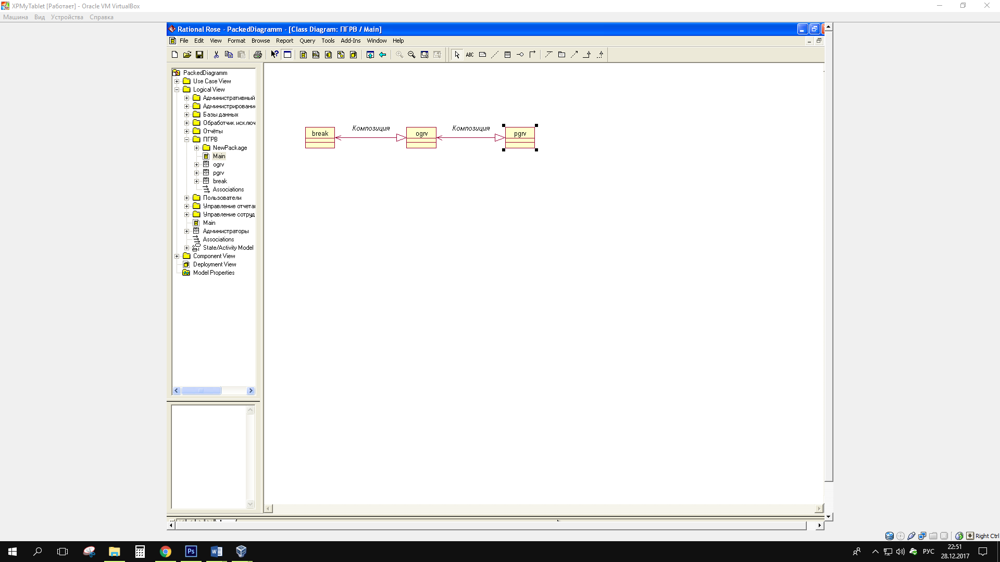 XPMyTablet [Работает] - Oracle VM VirtualBox
Машина Вид Устройства Справка
Rational Rose - PackedDiagramm - [Class Diagram: ПГРВ / Main]
File Edit View Format Browse Report Query Tools Add-Ins Window Help
ABC
PackedDiagramm
Use Case View
Logical View
Административный
Администрировани
Базы данных
Обработчик исключ
Отчёты
ПГРВ
NewPackage
Main
ogrv
pgrv
break
Associations
Пользователи
Управление отчета
Управление сотруд
Main
Администраторы
Associations
State/Activity Model
Component View
Deployment View
Model Properties
break
Композиция
ogrv
Композиция
pgrv
Right Ctrl
Ps
РУС
22:51
28.12.2017